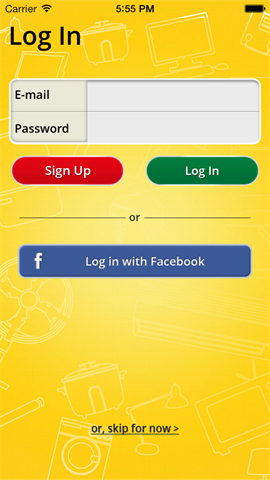 Carrier 5:55 PM
Log In
E-mail
Password
Sign Up Log In
or
f Log in with Facebook
or, skip for now >